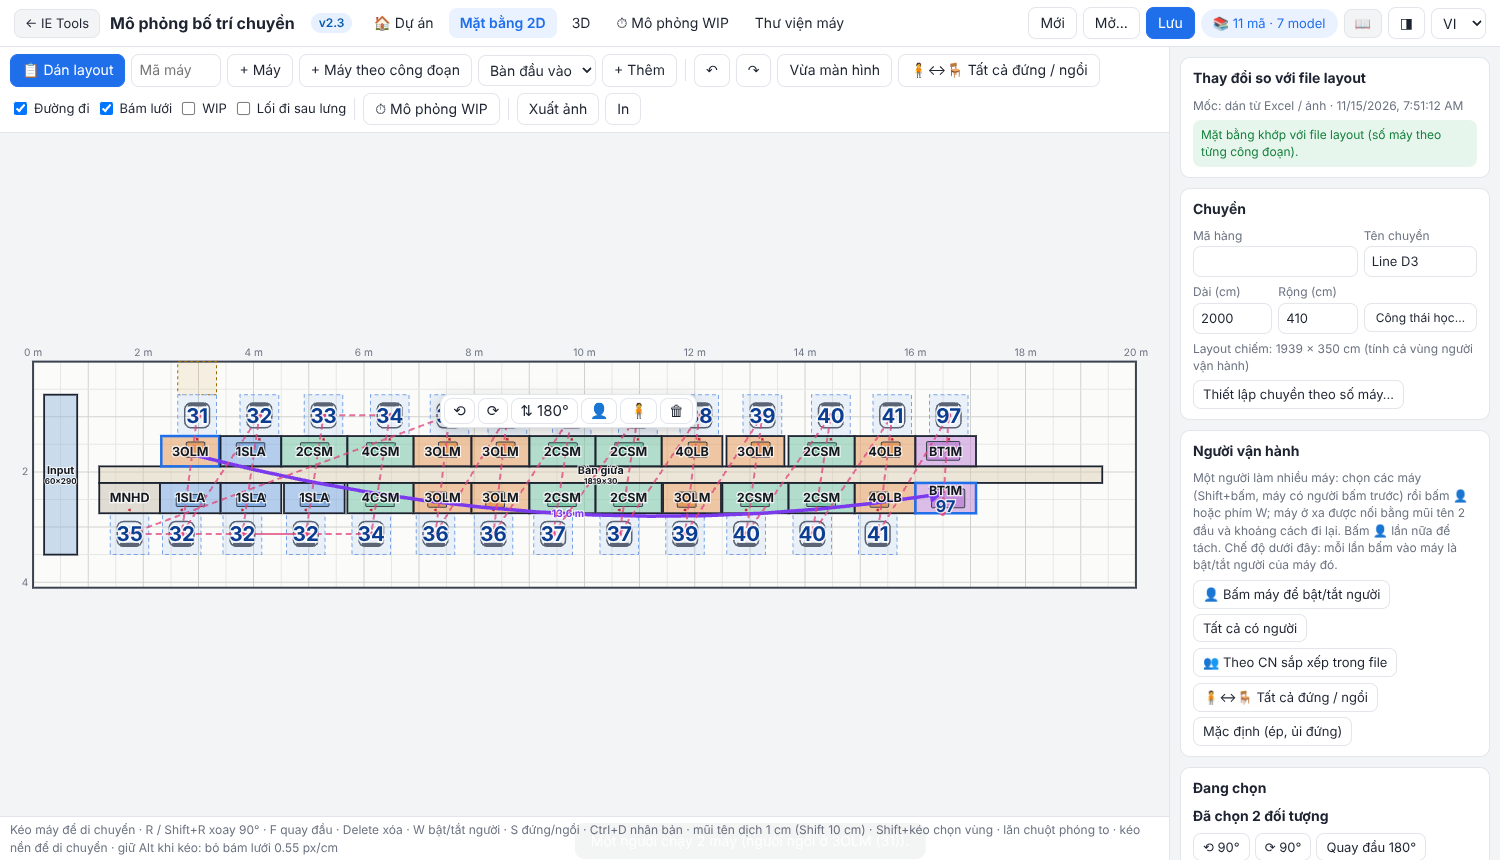 ← IE Tools Mô phỏng bố trí chuyền v2.3 Dự án Mặt bằng 2D 3D Mô phỏng WIP Thư viện máy Mới Mở... Lưu 11 mã · 7 model VI
Dán layout Mã máy + Máy + Máy theo công đoạn Bàn đầu vào + Thêm ↶ ↷ Vừa màn hình ↔ Tất cả đứng / ngồi
Đường đi Bám lưới WIP Lối đi sau lưng Mô phỏng WIP Xuất ảnh In
0 m 2 m 4 m 6 m 8 m 10 m 12 m 14 m 16 m 18 m 20 m
31 32 33 34 8 39 40 41 97
⟲ ⟳ ⇅ 180°
3OLM 1SLA 2CSM 4CSM 3OLM 3OLM 2CSM 2CSM 4OLB 3OLM 2CSM 4OLB BT1M
2
Input
60×290
Bàn giữa
1819×30
MNHD 1SLA 1SLA 1SLA 4CSM 3OLM 3OLM 2CSM 2CSM 3OLM 2CSM 2CSM 4OLB BT1M
97
13.6 m
35 32 32 32 34 36 36 37 37 39 40 40 41
4
Kéo máy để di chuyển · R / Shift+R xoay 90° · F quay đầu · Delete xóa · W bật/tắt người · S đứng/ngồi · Ctrl+D nhân bản · mũi tên dịch 1 cm (Shift 10 cm) · Shift+kéo chọn vùng · lăn chuột phóng to · kéo
nền để di chuyển · giữ Alt khi kéo: bỏ bám lưới 0.55 px/cm
Một người chạy 2 máy (người ngồi ở 3OLM (31)).
Thay đổi so với file layout
Mốc: dán từ Excel / ảnh · 11/15/2026, 7:51:12 AM
Mặt bằng khớp với file layout (số máy theo
từng công đoạn).
Chuyền
Mã hàng Tên chuyền
Line D3
Dài (cm) Rộng (cm)
2000 410 Công thái học...
Layout chiếm: 1939 × 350 cm (tính cả vùng người
vận hành)
Thiết lập chuyền theo số máy...
Người vận hành
Một người làm nhiều máy: chọn các máy
(Shift+bấm, máy có người bấm trước) rồi bấm
hoặc phím W; máy ở xa được nối bằng mũi tên 2
đầu và khoảng cách đi lại. Bấm lần nữa để
tách. Chế độ dưới đây: mỗi lần bấm vào máy là
bật/tắt người của máy đó.
Bấm máy để bật/tắt người
Tất cả có người
Theo CN sắp xếp trong file
↔ Tất cả đứng / ngồi
Mặc định (ép, ủi đứng)
Đang chọn
Đã chọn 2 đối tượng
⟲ 90° ⟳ 90° Quay đầu 180°